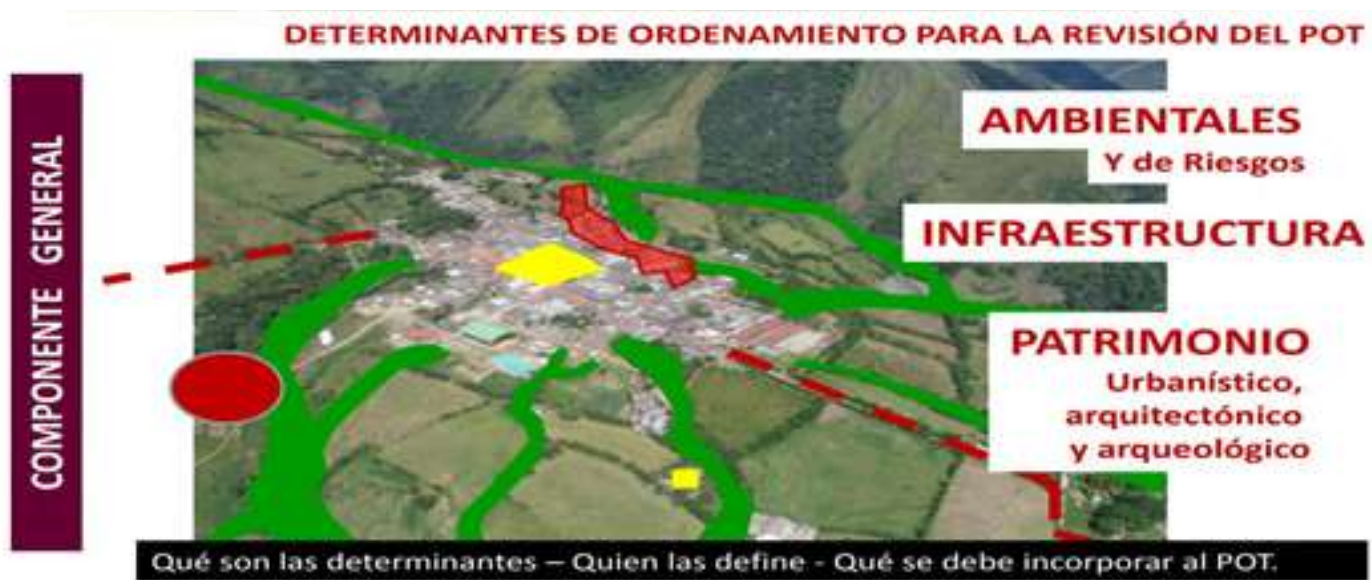 DETERMINANTES DE ORDENAMIENTO PARA LA REVISIÓN DEL POT
COMPONENTE GENERAL
AMBIENTALES
Y de Riesgos
INFRAESTRUCTURA
PATRIMONIO
Urbanístico,
arquitectónico
y arqueológico
Qué son las determinantes – Quien las define - Qué se debe incorporar al POT.